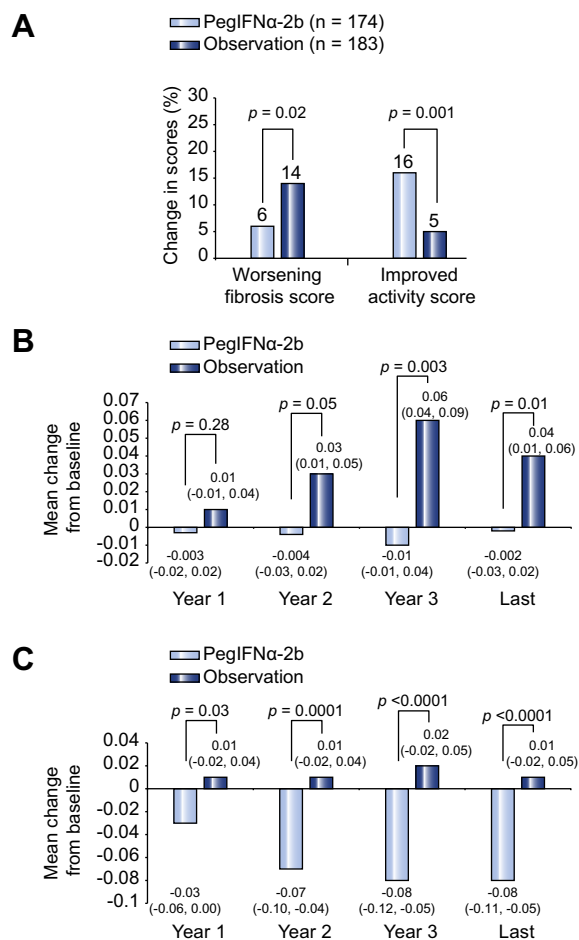 A
PegIFNα-2b (n = 174)
Observation (n = 183)
Change in scores (%)
30
25
20
15
10
5
0
p = 0.02
p = 0.001
6
14
16
5
Worsening
fibrosis score
Improved
activity score
B
PegIFNα-2b
Observation
Mean change
from baseline
0.07
0.06
0.05
0.04
0.03
0.02
0.01
0
-0.01
-0.02
p = 0.28
p = 0.05
p = 0.003
p = 0.01
0.01
(-0.01, 0.04)
0.03
(0.01, 0.05)
0.06
(0.04, 0.09)
0.04
(0.01, 0.06)
-0.003
(-0.02, 0.02)
-0.004
(-0.03, 0.02)
-0.01
(-0.01, 0.04)
-0.002
(-0.03, 0.02)
Year 1
Year 2
Year 3
Last
C
PegIFNα-2b
Observation
Mean change
from baseline
0.04
0.02
0
-0.02
-0.04
-0.06
-0.08
-0.1
p = 0.03
p = 0.0001
p <0.0001
p <0.0001
0.01
(-0.02, 0.04)
0.01
(-0.02, 0.04)
0.02
(-0.02, 0.05)
0.01
(-0.02, 0.05)
-0.03
(-0.06, 0.00)
-0.07
(-0.10, -0.04)
-0.08
(-0.12, -0.05)
-0.08
(-0.11, -0.05)
Year 1
Year 2
Year 3
Last